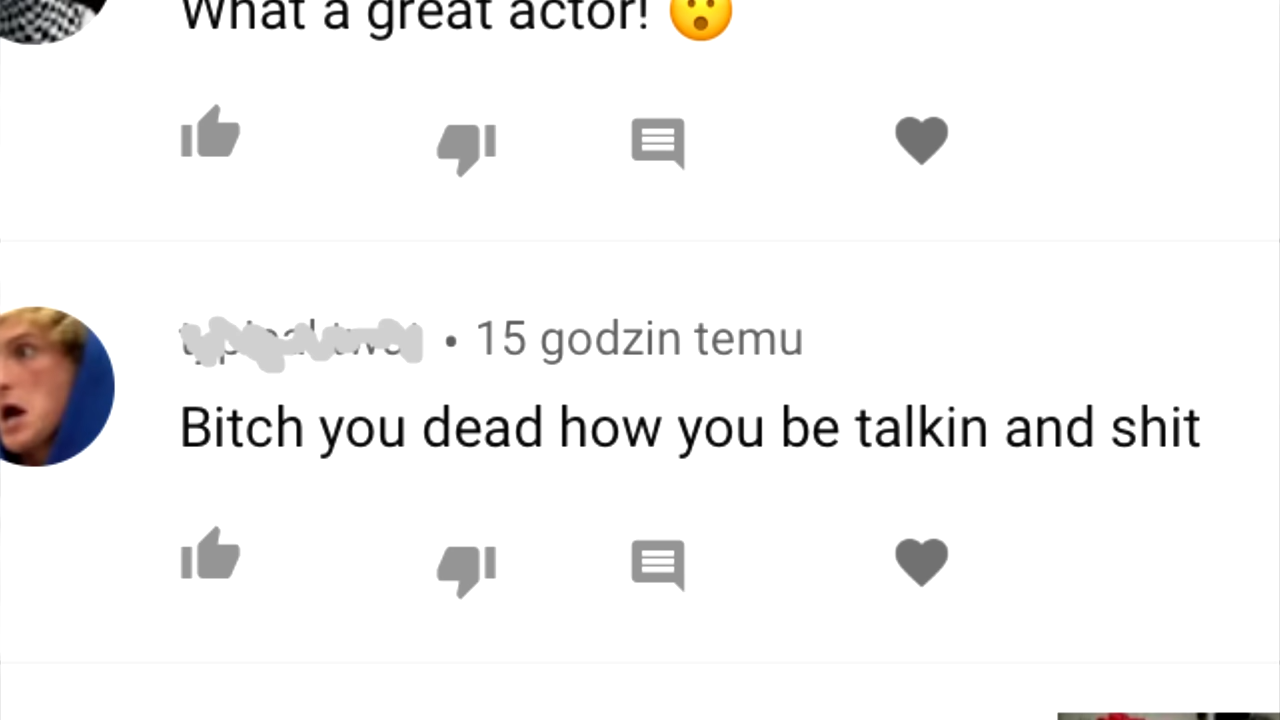 What a great actor! 😮
• 15 godzin temu
Bitch you dead how you be talkin and shit